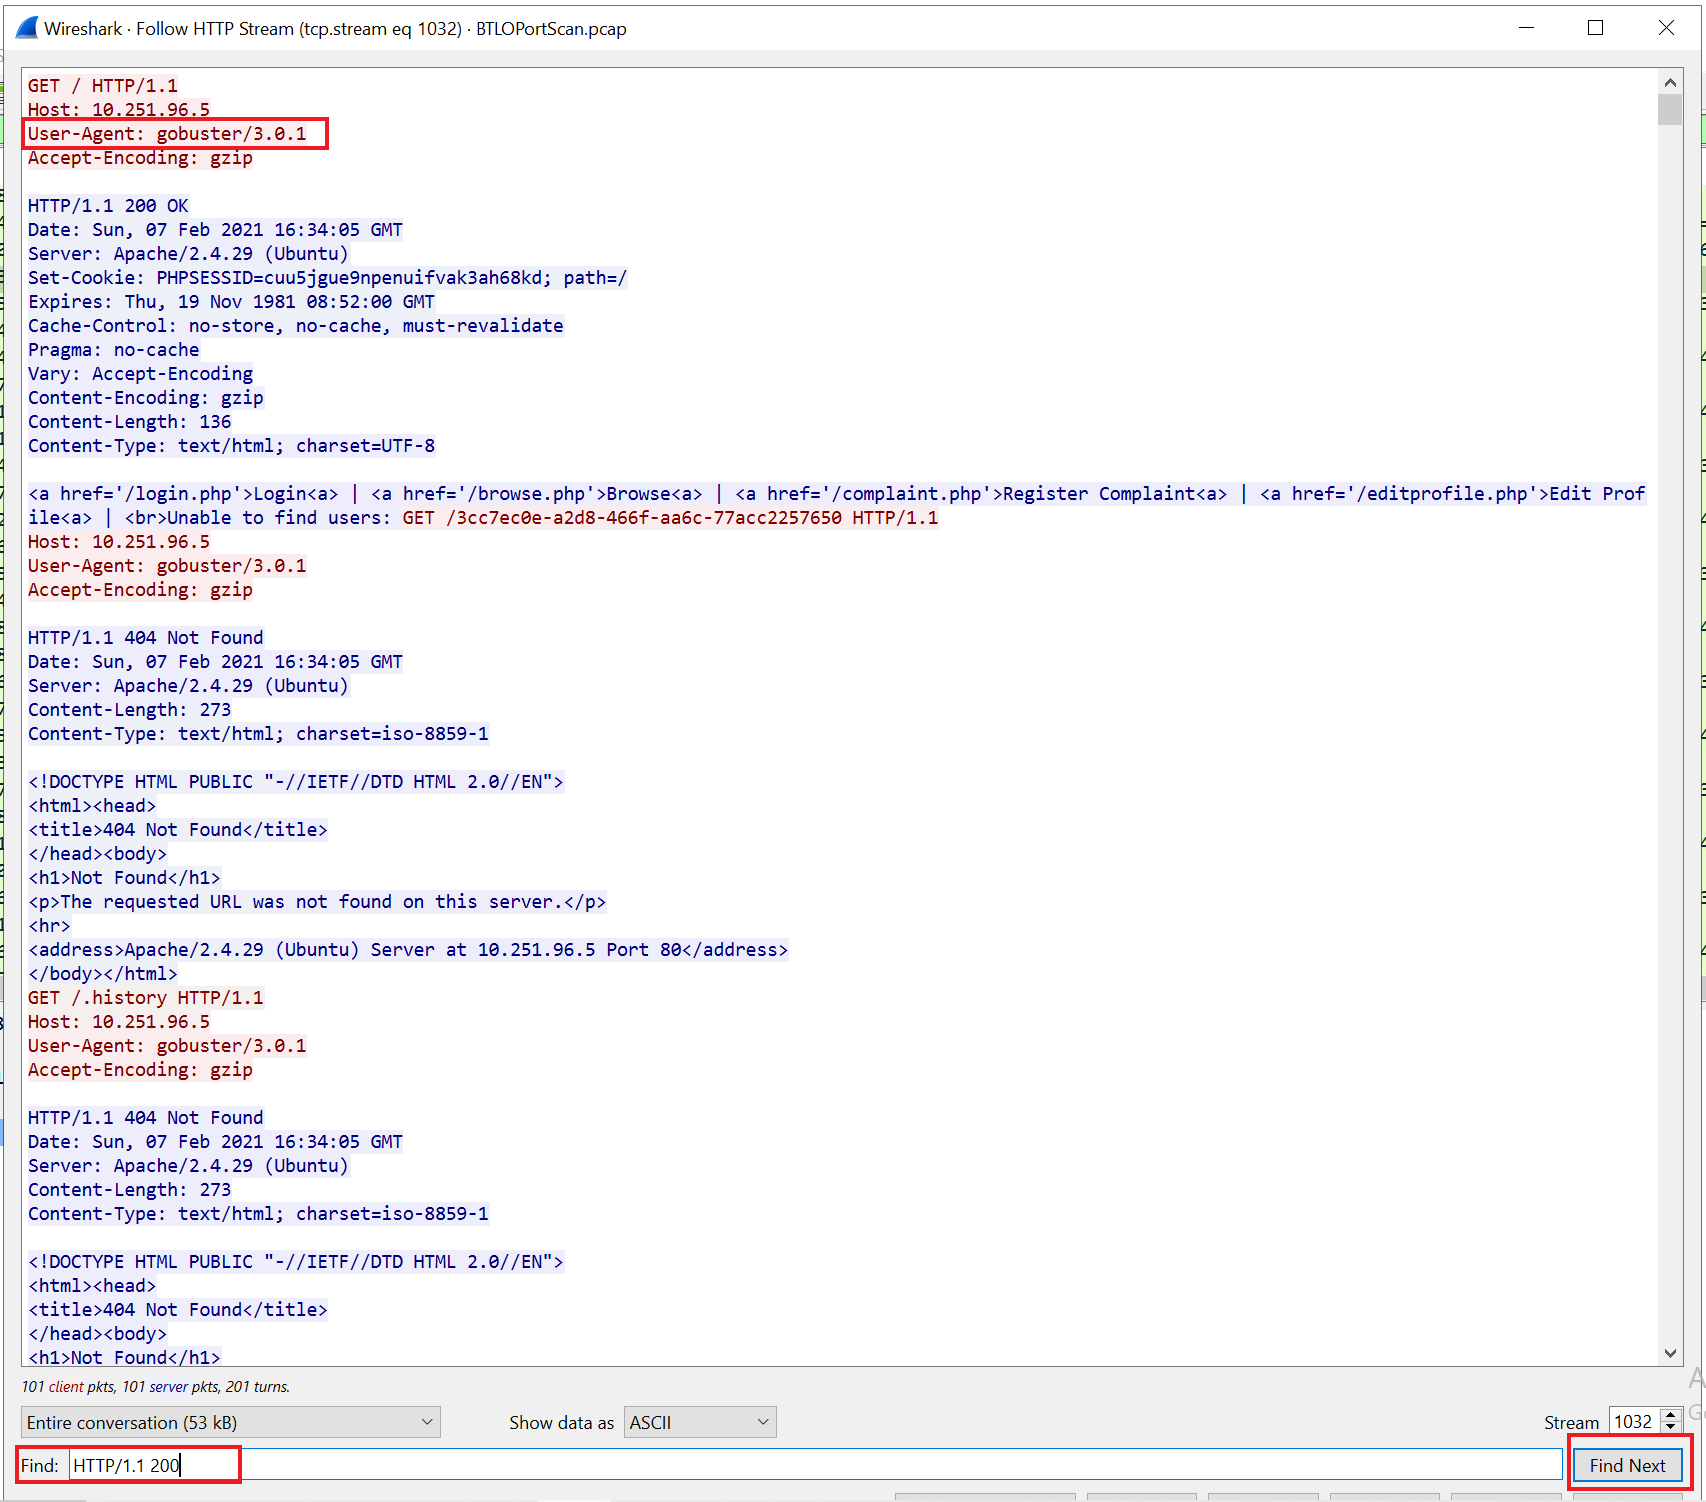 Wireshark · Follow HTTP Stream (tcp.stream eq 1032) · BTLOPortScan.pcap
GET / HTTP/1.1
Host: 10.251.96.5
User-Agent: gobuster/3.0.1
Accept-Encoding: gzip
HTTP/1.1 200 OK
Date: Sun, 07 Feb 2021 16:34:05 GMT
Server: Apache/2.4.29 (Ubuntu)
Set-Cookie: PHPSESSID=cuu5jgue9npenuifvak3ah68kd; path=/
Expires: Thu, 19 Nov 1981 08:52:00 GMT
Cache-Control: no-store, no-cache, must-revalidate
Pragma: no-cache
Vary: Accept-Encoding
Content-Encoding: gzip
Content-Length: 136
Content-Type: text/html; charset=UTF-8
<a href='/login.php'>Login<a> | <a href='/browse.php'>Browse<a> | <a href='/complaint.php'>Register Complaint<a> | <a href='/editprofile.php'>Edit Prof
ile<a> | <br>Unable to find users: GET /3cc7ec0e-a2d8-466f-aa6c-77acc2257650 HTTP/1.1
Host: 10.251.96.5
User-Agent: gobuster/3.0.1
Accept-Encoding: gzip
HTTP/1.1 404 Not Found
Date: Sun, 07 Feb 2021 16:34:05 GMT
Server: Apache/2.4.29 (Ubuntu)
Content-Length: 273
Content-Type: text/html; charset=iso-8859-1
<!DOCTYPE HTML PUBLIC "-//IETF//DTD HTML 2.0//EN">
<html><head>
<title>404 Not Found</title>
</head><body>
<h1>Not Found</h1>
<p>The requested URL was not found on this server.</p>
<hr>
<address>Apache/2.4.29 (Ubuntu) Server at 10.251.96.5 Port 80</address>
</body></html>
GET /.history HTTP/1.1
Host: 10.251.96.5
User-Agent: gobuster/3.0.1
Accept-Encoding: gzip
HTTP/1.1 404 Not Found
Date: Sun, 07 Feb 2021 16:34:05 GMT
Server: Apache/2.4.29 (Ubuntu)
Content-Length: 273
Content-Type: text/html; charset=iso-8859-1
<!DOCTYPE HTML PUBLIC "-//IETF//DTD HTML 2.0//EN">
<html><head>
<title>404 Not Found</title>
</head><body>
<h1>Not Found</h1>
101 client pkts, 101 server pkts, 201 turns.
Entire conversation (53 kB) Show data as ASCII Stream 1032
Find: HTTP/1.1 200 Find Next